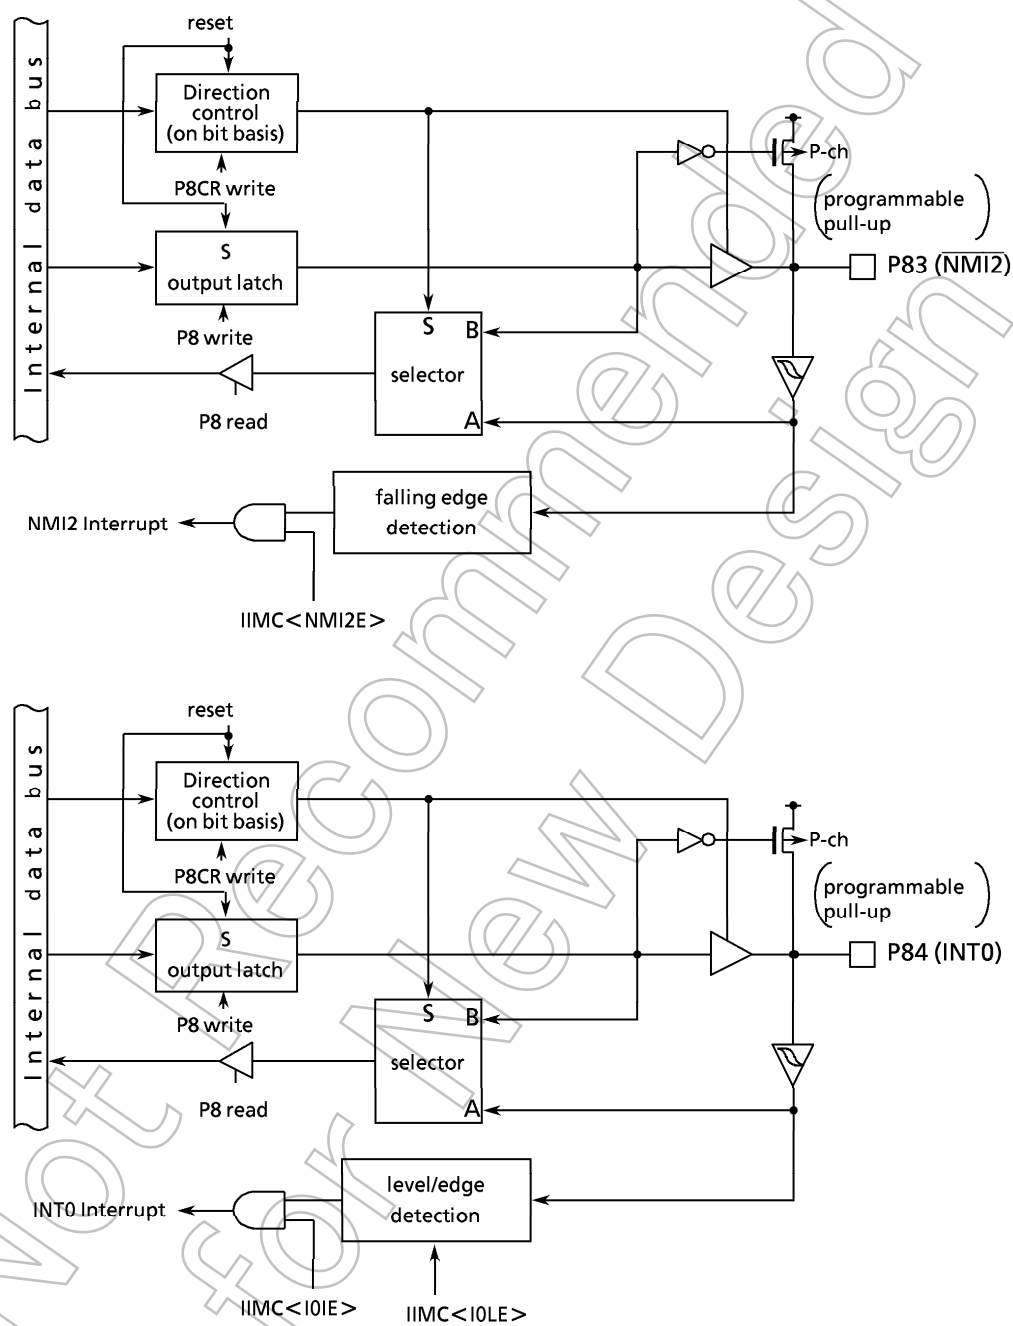 reset
Internal data bus
Direction
control
(on bit basis)
P-ch
P8CR write
(programmable
pull-up)
S
output latch
P83 (NMI2)
P8 write
S
B
selector
A
P8 read
falling edge
detection
NMI2 Interrupt
IIMC<NMI2E>
reset
Internal data bus
Direction
control
(on bit basis)
P-ch
P8CR write
(programmable
pull-up)
S
output latch
P84 (INT0)
P8 write
S
B
selector
A
P8 read
level/edge
detection
INT0 Interrupt
IIMC<I0IE>
IIMC<I0LE>
Not Recommended
for New Design